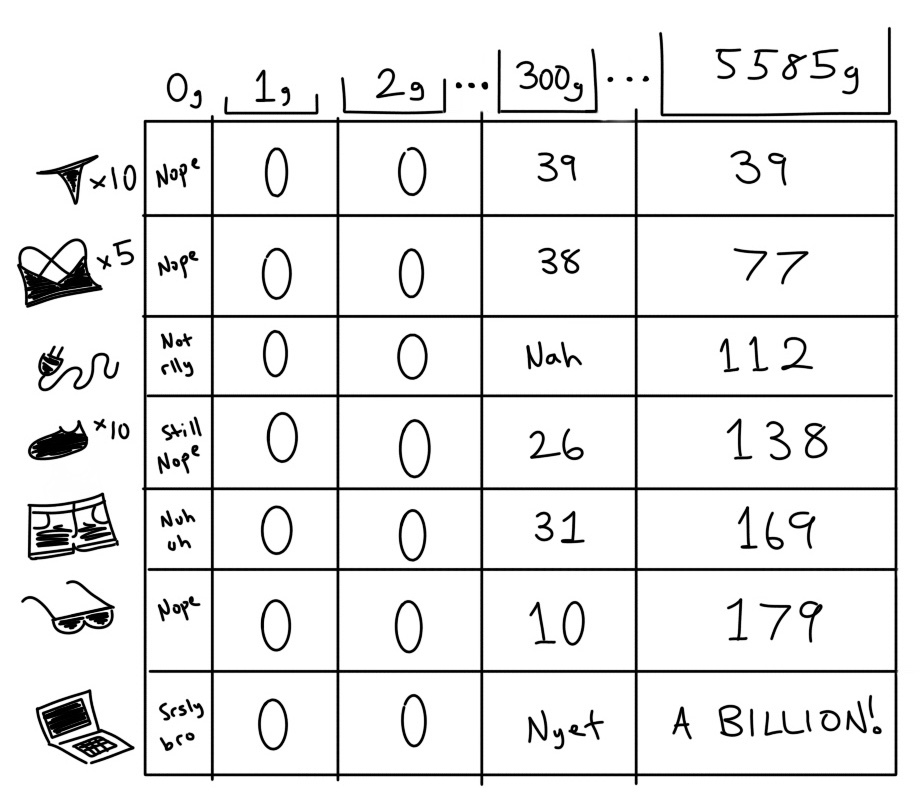 0g 1g 2g ... 300g ... 5585g
x10 Nope 0 0 39 39
x5 Nope 0 0 38 77
Not rlly 0 0 Nah 112
x10 Still Nope 0 0 26 138
Nuh uh 0 0 31 169
Nope 0 0 10 179
Srsly bro 0 0 Nyet A BILLION!